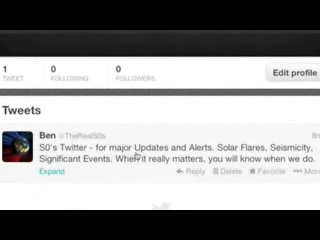 1 0 0
TWEET FOLLOWING FOLLOWERS Edit profile
Tweets
Ben @TheRealS0s 8m
S0's Twitter - for major Updates and Alerts. Solar Flares, Seismicity,
Significant Events. When it really matters, you will know when we do.
Expand Reply Delete Favorite More